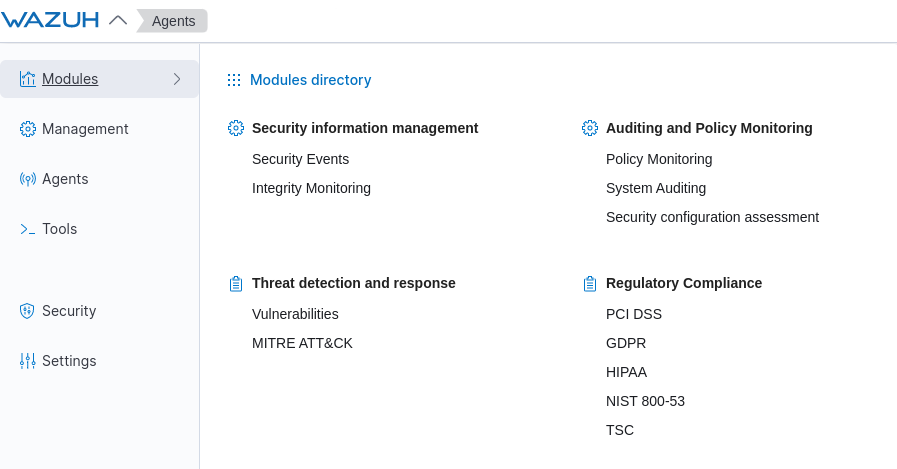 WAZUH
Agents
Modules
Management
Agents
Tools
Security
Settings
Modules directory
Security information management
Security Events
Integrity Monitoring
Auditing and Policy Monitoring
Policy Monitoring
System Auditing
Security configuration assessment
Threat detection and response
Vulnerabilities
MITRE ATT&CK
Regulatory Compliance
PCI DSS
GDPR
HIPAA
NIST 800-53
TSC